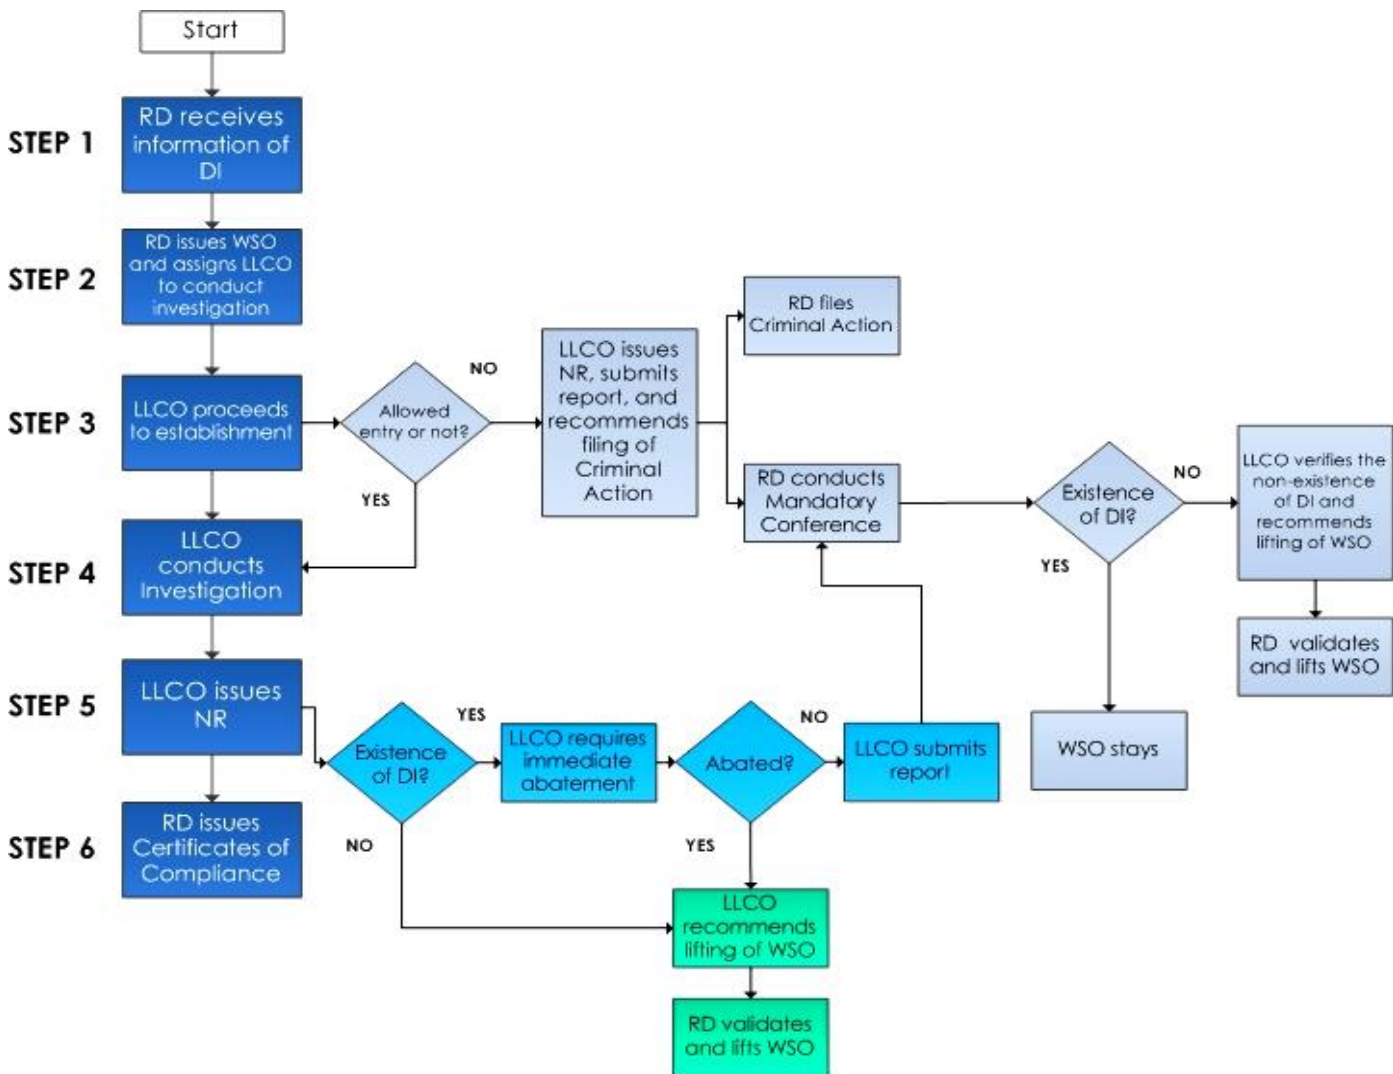 Start
STEP 1
RD receives
information of
DI
STEP 2
RD issues WSO
and assigns LLCO
to conduct
investigation
STEP 3
LLCO proceeds
to establishment
Allowed
entry or not?
NO
YES
LLCO issues
NR, submits
report, and
recommends
filing of
Criminal
Action
RD files
Criminal Action
RD conducts
Mandatory
Conference
Existence
of DI?
NO
YES
LLCO verifies the
non-existence
of DI and
recommends
lifting of WSO
RD validates
and lifts WSO
WSO stays
STEP 4
LLCO
conducts
Investigation
STEP 5
LLCO issues
NR
Existence
of DI?
YES
NO
LLCO requires
immediate
abatement
Abated?
NO
YES
LLCO submits
report
STEP 6
RD issues
Certificates of
Compliance
LLCO
recommends
lifting of WSO
RD validates
and lifts WSO